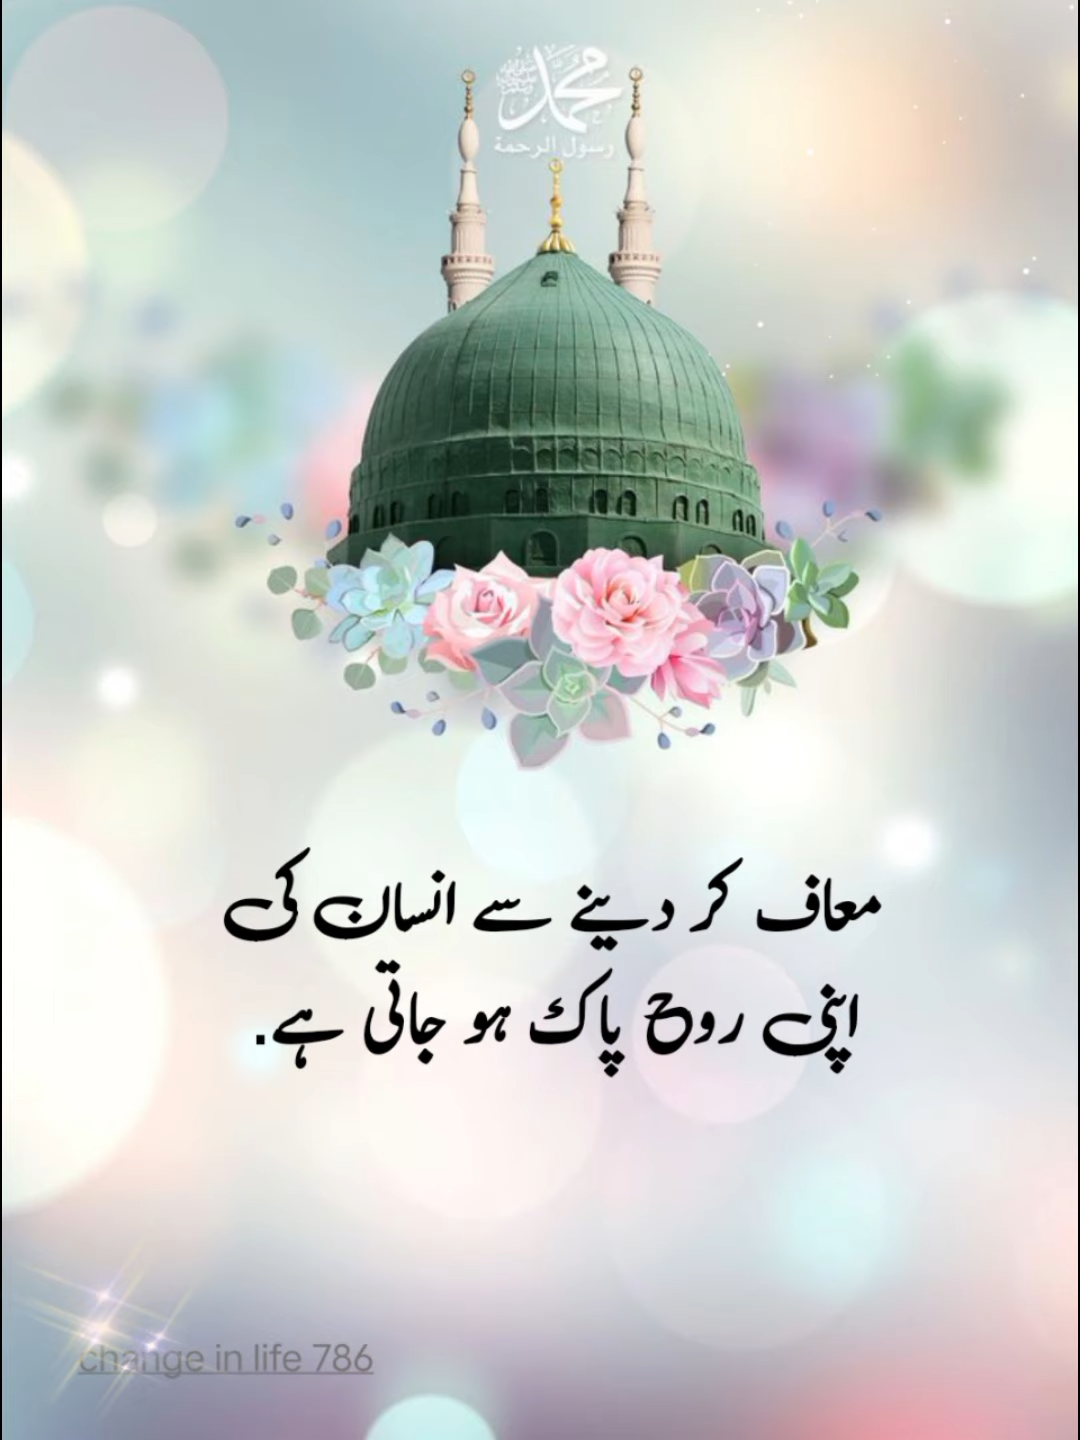 محمد
رسول الرحمة
معاف کر دینے سے انسان کی
اپنی روح پاک ہو جاتی ہے.
change in life 786